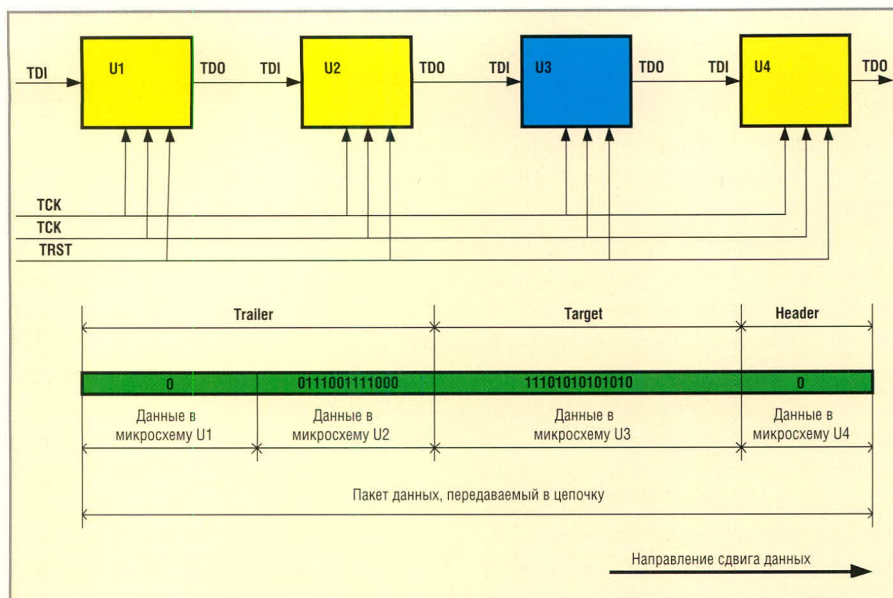 U1
U2
U3
U4
TDI
TDO
TDI
TDO
TDI
TDO
TDI
TDO
TCK
TCK
TRST
Trailer
Target
Header
0
0111001111000
11101010101010
0
Данные в
микросхему U1
Данные в
микросхему U2
Данные в
микросхему U3
Данные в
микросхему U4
Пакет данных, передаваемый в цепочку
Направление сдвига данных